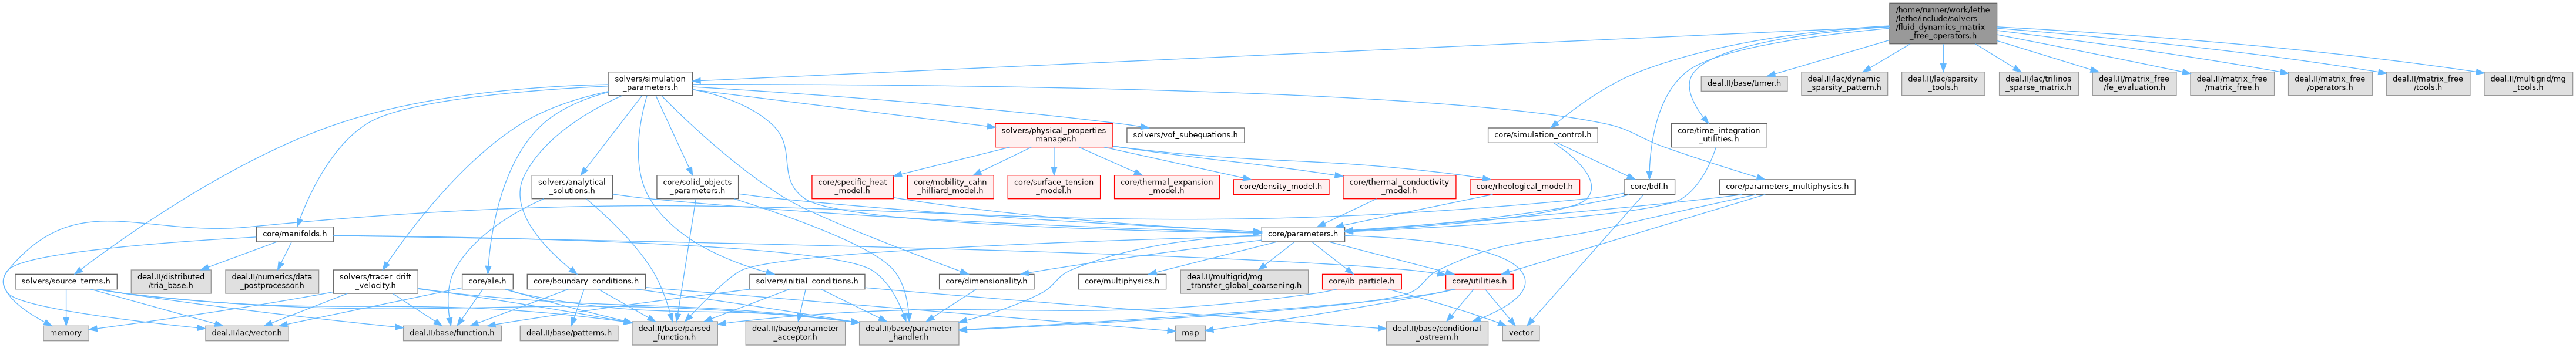 /home/runner/work/lethe
/lethe/include/solvers
/fluid_dynamics_matrix
_free_operators.h
solvers/simulation
_parameters.h
deal.II/base/timer.h
deal.II/lac/dynamic
_sparsity_pattern.h
deal.II/lac/sparsity
_tools.h
deal.II/lac/trilinos
_sparse_matrix.h
deal.II/matrix_free
/fe_evaluation.h
deal.II/matrix_free
/matrix_free.h
deal.II/matrix_free
/operators.h
deal.II/matrix_free
/tools.h
deal.II/multigrid/mg
_tools.h
solvers/physical_properties
_manager.h
solvers/vof_subequations.h
core/simulation_control.h
core/time_integration
_utilities.h
solvers/analytical
_solutions.h
core/solid_objects
_parameters.h
core/specific_heat
_model.h
core/mobility_cahn
_hilliard_model.h
core/surface_tension
_model.h
core/thermal_expansion
_model.h
core/density_model.h
core/thermal_conductivity
_model.h
core/rheological_model.h
core/bdf.h
core/parameters_multiphysics.h
core/manifolds.h
core/parameters.h
solvers/source_terms.h
deal.II/distributed
/tria_base.h
deal.II/numerics/data
_postprocessor.h
solvers/tracer_drift
_velocity.h
core/ale.h
core/boundary_conditions.h
solvers/initial_conditions.h
core/dimensionality.h
core/multiphysics.h
deal.II/multigrid/mg
_transfer_global_coarsening.h
core/ib_particle.h
core/utilities.h
memory
deal.II/lac/vector.h
deal.II/base/function.h
deal.II/base/patterns.h
deal.II/base/parsed
_function.h
deal.II/base/parameter
_acceptor.h
deal.II/base/parameter
_handler.h
map
deal.II/base/conditional
_ostream.h
vector